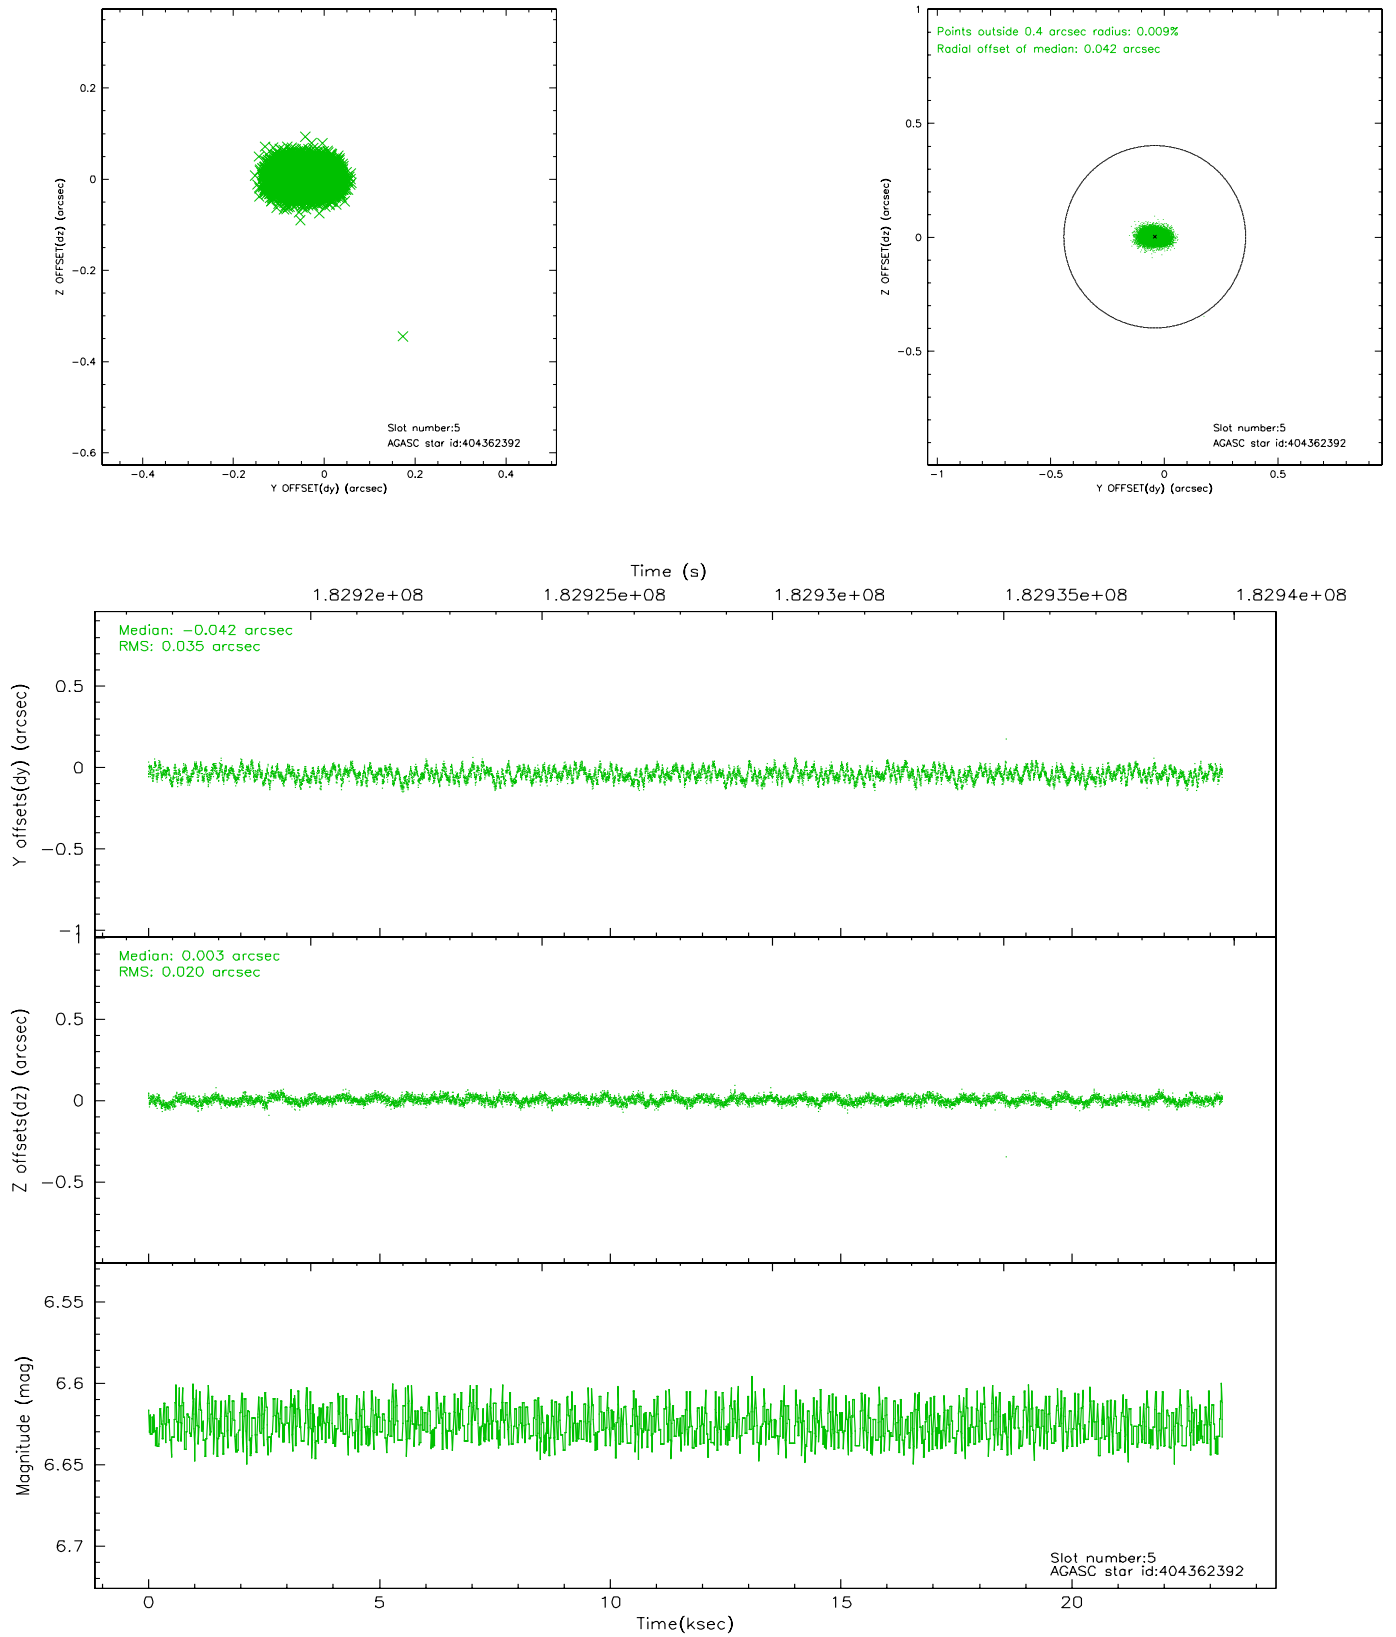 0.2
0
−0.2
−0.4
−0.6
Z OFFSET(dz) (arcsec)
Slot number:5
AGASC star id:404362392
−0.4
−0.2
0
0.2
0.4
Y OFFSET(dy) (arcsec)
Points outside 0.4 arcsec radius: 0.009%
Radial offset of median: 0.042 arcsec
1
0.5
0
−0.5
Z OFFSET(dz) (arcsec)
Slot number:5
AGASC star id:404362392
−1
−0.5
0
0.5
Y OFFSET(dy) (arcsec)
Time (s)
1.8292e+08
1.82925e+08
1.8293e+08
1.82935e+08
1.8294e+08
Median: −0.042 arcsec
RMS: 0.035 arcsec
0.5
0
−0.5
−1
Y offsets(dy) (arcsec)
1
Median: 0.003 arcsec
RMS: 0.020 arcsec
0.5
0
−0.5
Z offsets(dz) (arcsec)
6.55
6.6
6.65
6.7
Magnitude (mag)
Slot number:5
AGASC star id:404362392
0
5
10
15
20
Time(ksec)